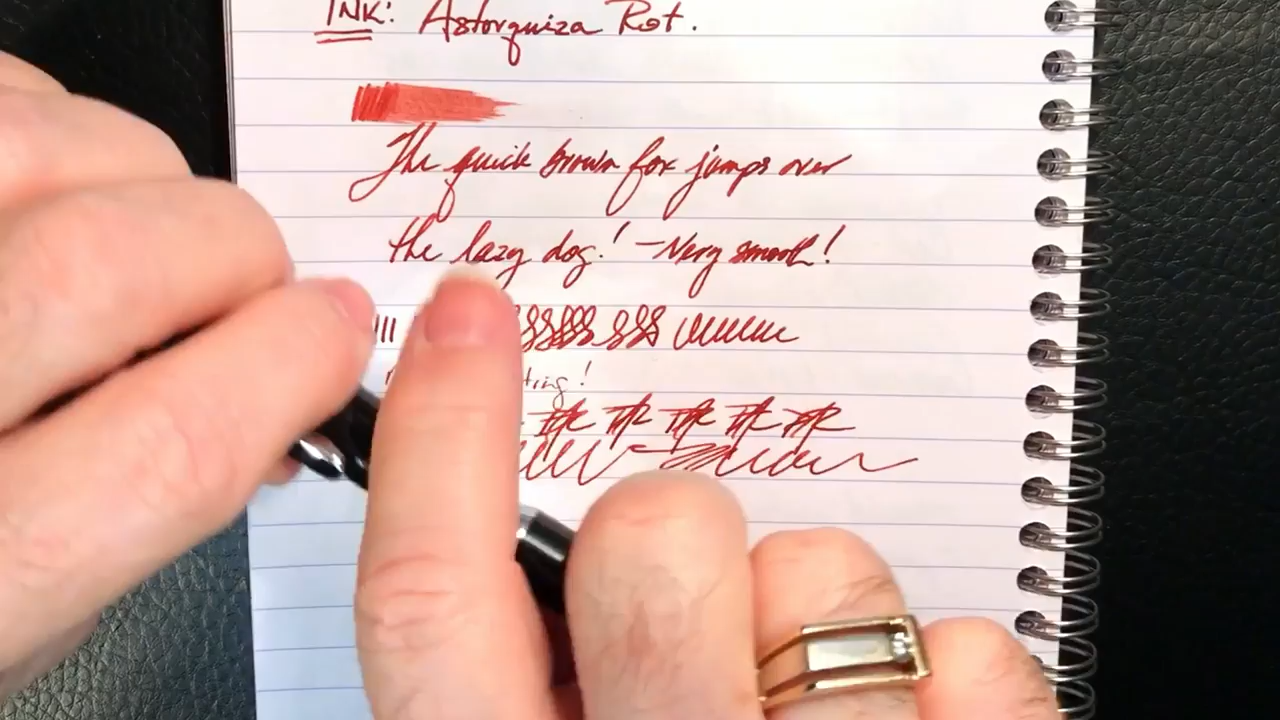 INK: Astorquiza Rot.
The quick brown fox jumps over
the lazy dog! - Very smooth!